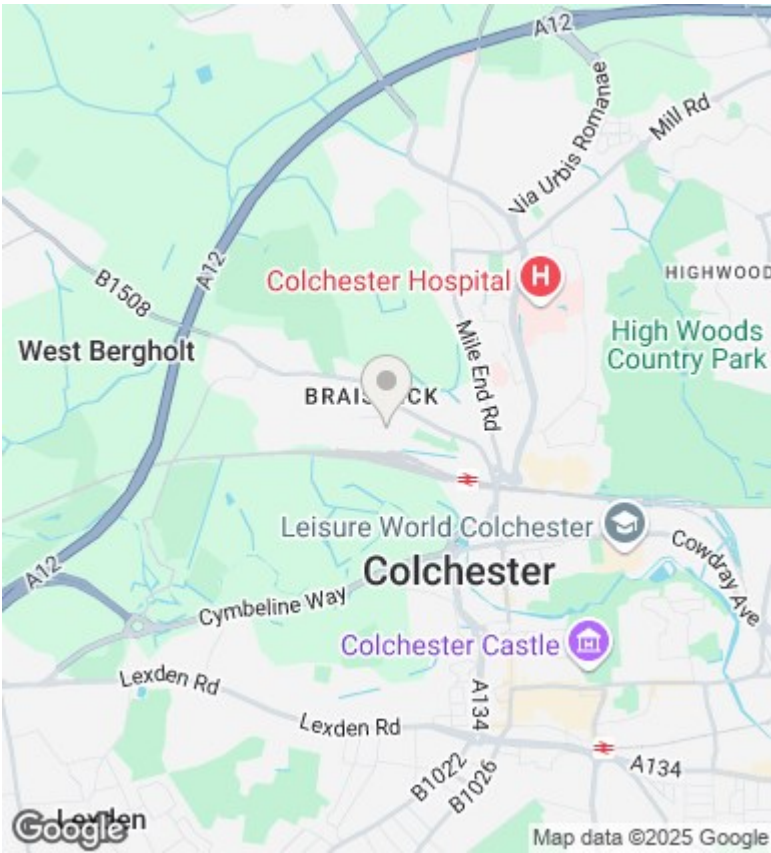 A12
Via Urbis Romanae
Mill Rd
A12
B1508
Colchester Hospital
H
HIGHWOOD
West Bergholt
Mile End Rd
High Woods
Country Park
Leisure World Colchester
Colchester
Cowdray Ave
A12
Cymbeline Way
Colchester Castle
Lexden Rd
A134
Lexden Rd
B1022
B1026
A134
Google
Map data ©2025 Google